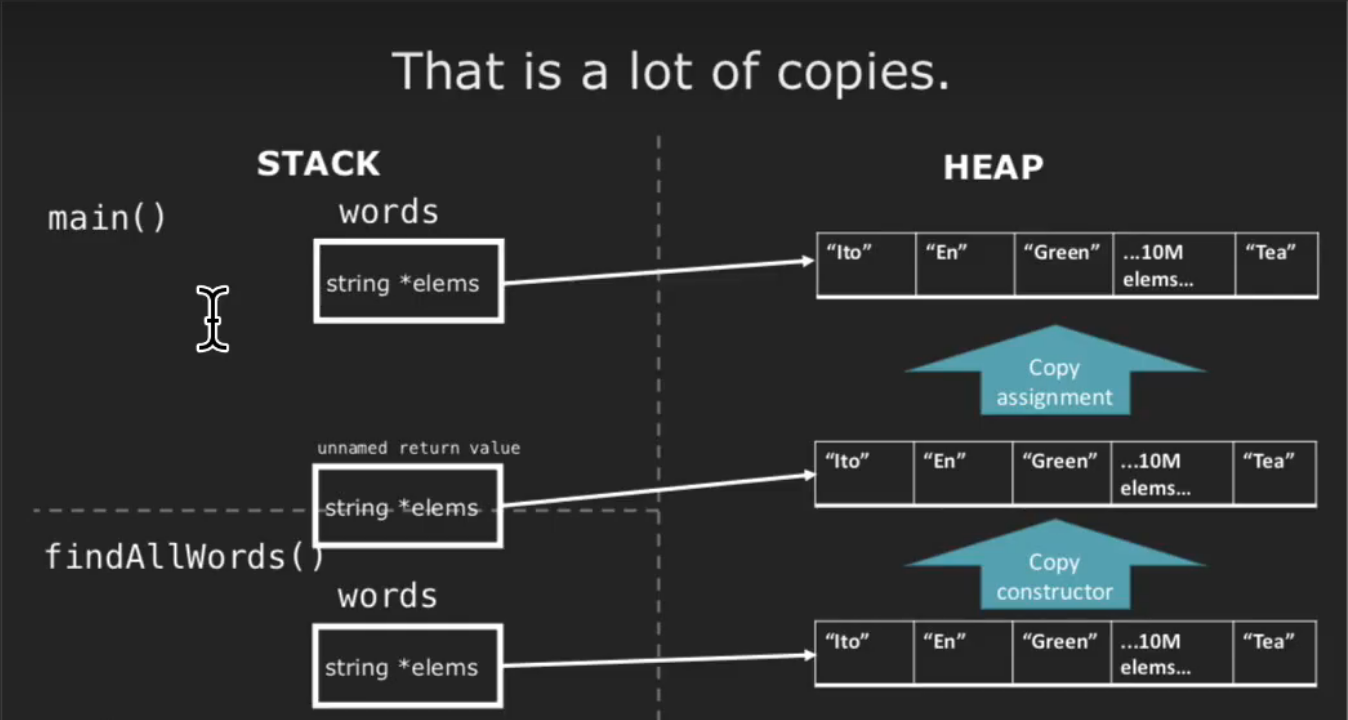 That is a lot of copies.
STACK
HEAP
main()
words
string *elems
“Ito” “En” “Green” ...10M “Tea”
elems...
Copy
assignment
unnamed return value
string *elems
“Ito” “En” “Green” ...10M “Tea”
elems...
findAllWords()
Copy
constructor
words
string *elems
“Ito” “En” “Green” ...10M “Tea”
elems...